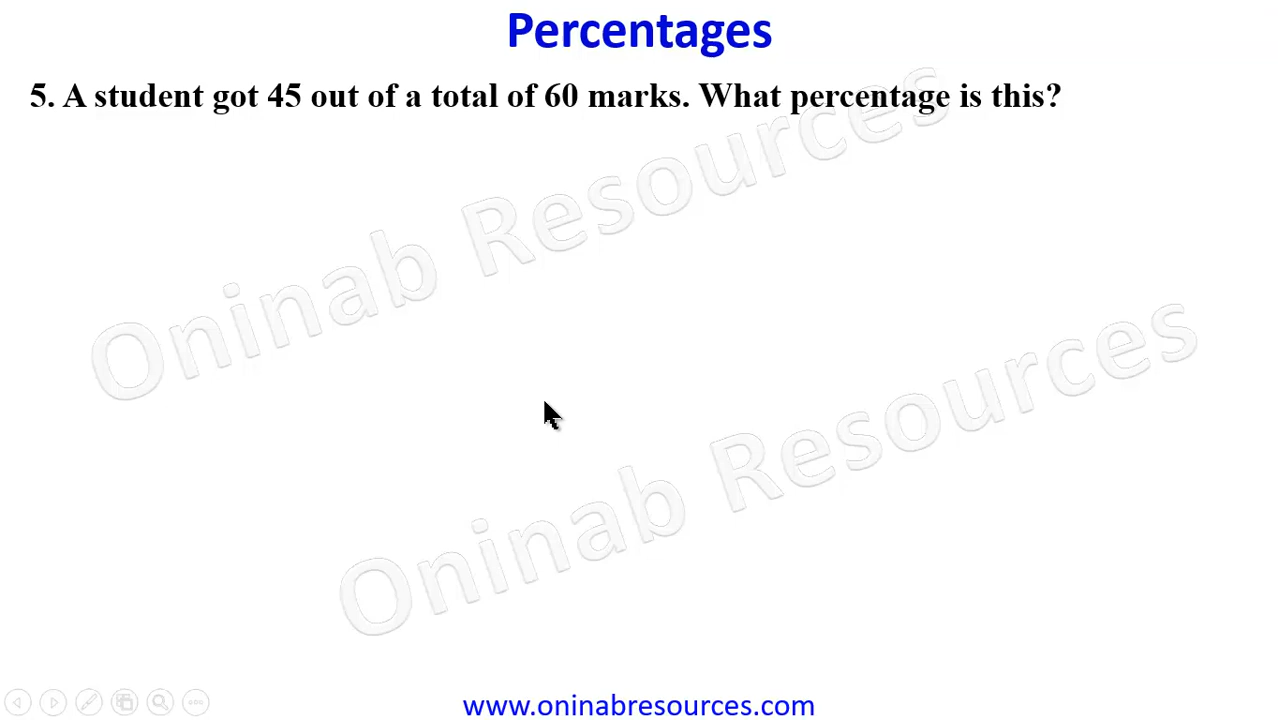 Percentages
5. A student got 45 out of a total of 60 marks. What percentage is this?
Oninab Resources
Oninab Resources
www.oninabresources.com